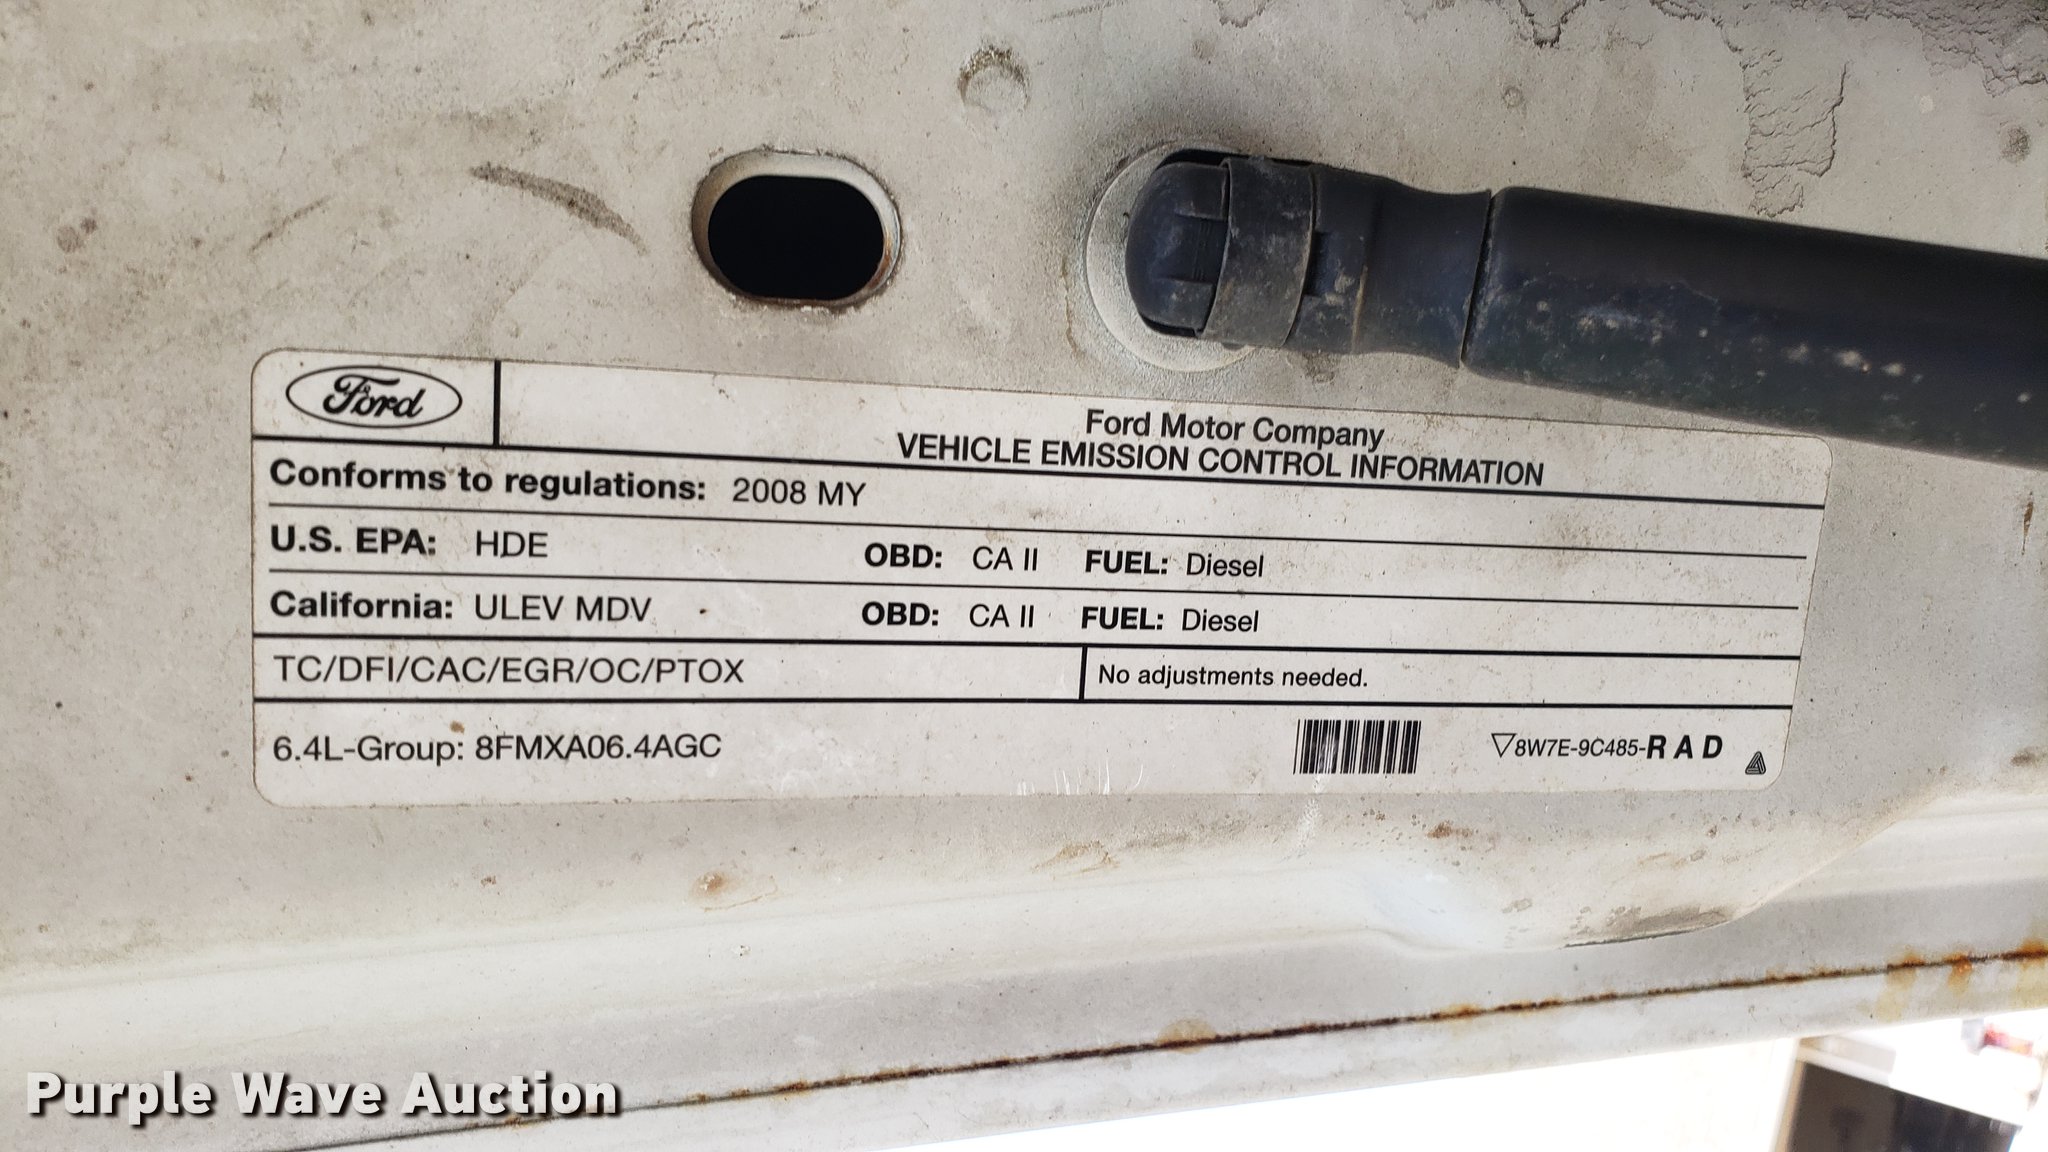 Ford
Ford Motor Company
VEHICLE EMISSION CONTROL INFORMATION
Conforms to regulations: 2008 MY
U.S. EPA: HDE OBD: CA II FUEL: Diesel
California: ULEV MDV OBD: CA II FUEL: Diesel
TC/DFI/CAC/EGR/OC/PTOX No adjustments needed.
6.4L-Group: 8FMXA06.4AGC ▽8W7E-9C485-R A D
Purple Wave Auction